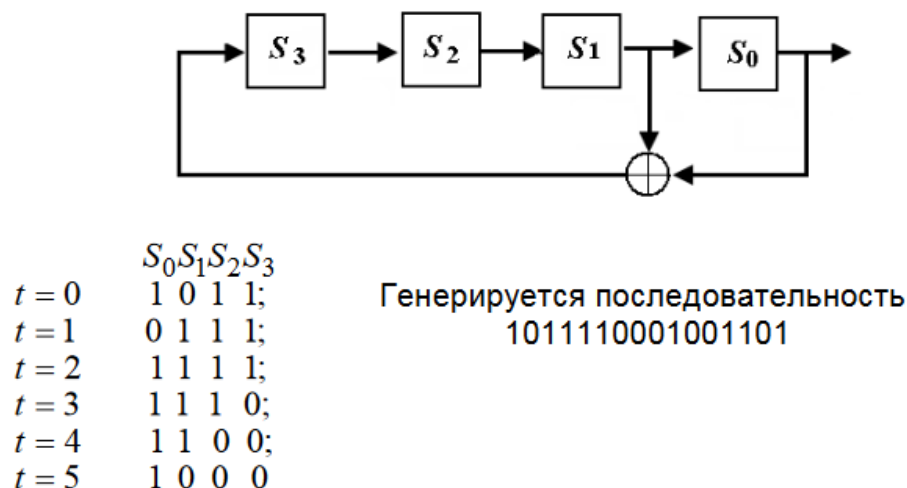 S₃ S₂ S1 S₀
S₀S₁S₂S₃
t = 0 1 0 1 1;
t = 1 0 1 1 1;
t = 2 1 1 1 1;
t = 3 1 1 1 0;
t = 4 1 1 0 0;
t = 5 1 0 0 0
Генерируется последовательность
1011110001001101